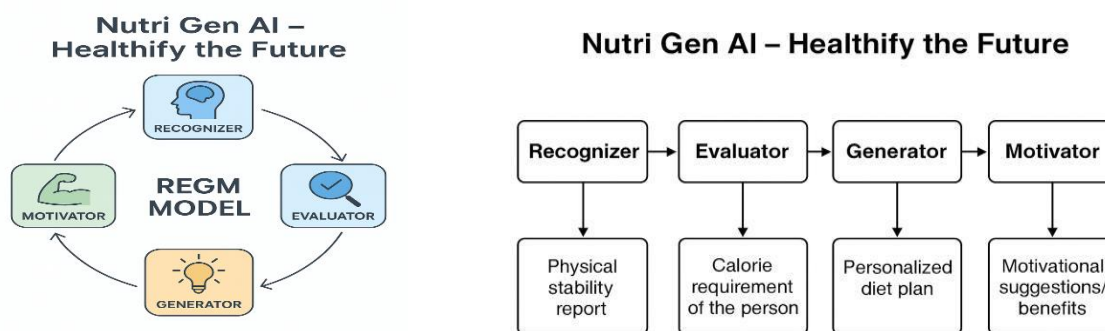 Nutri Gen AI –
Healthify the Future
RECOGNIZER
MOTIVATOR
REGM
MODEL
EVALUATOR
GENERATOR
Nutri Gen AI – Healthify the Future
Recognizer
Evaluator
Generator
Motivator
Physical
stability
report
Calorie
requirement
of the person
Personalized
diet plan
Motivational
suggestions/
benefits